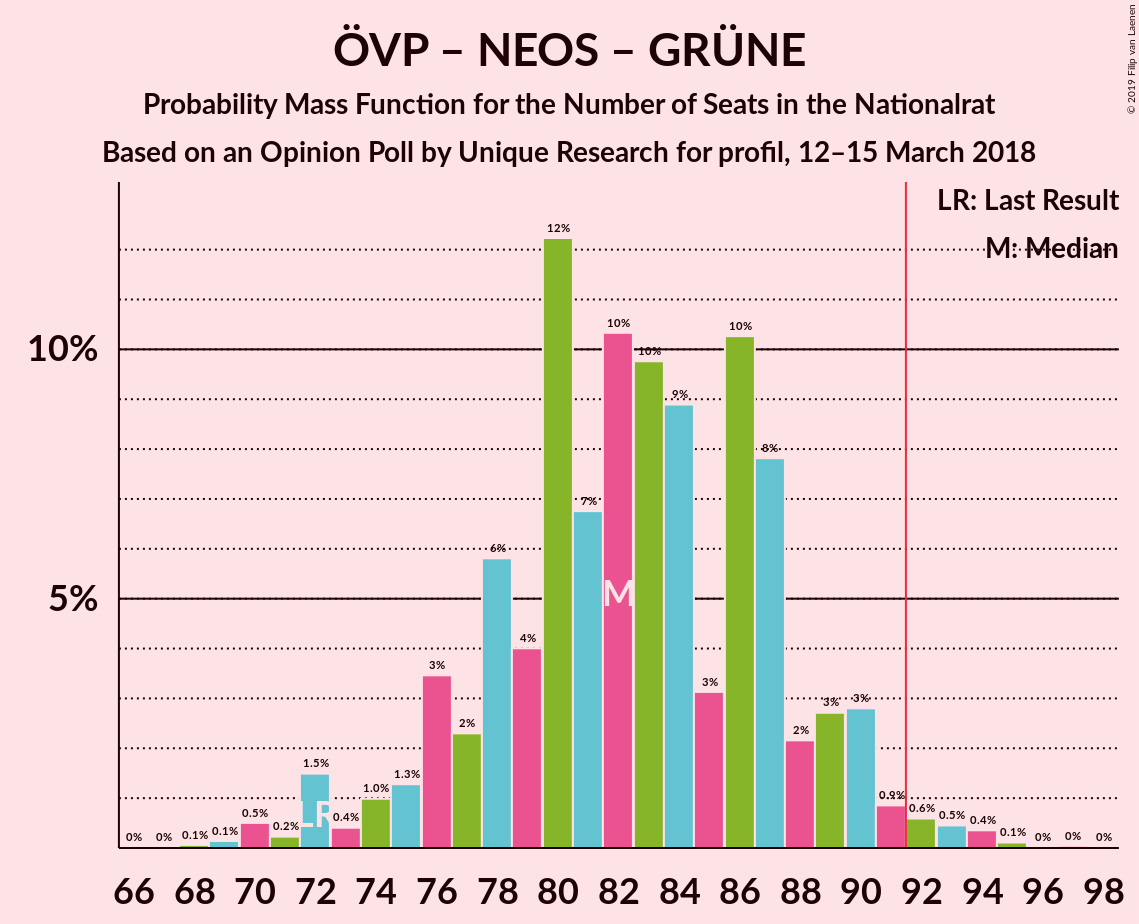 ÖVP – NEOS – GRÜNE
Probability Mass Function for the Number of Seats in the Nationalrat
Based on an Opinion Poll by Unique Research for profil, 12–15 March 2018
© 2019 Filip van Laenen
LR: Last Result
M: Median
10%
5%
0% 0% 0.1% 0.1% 0.5% 0.2% 1.5% 0.4% 1.0% 1.3% 3% 2% 6% 4% 12% 7% 10% 10% 9% 3% 10% 8% 2% 3% 3% 0.9% 0.6% 0.5% 0.4% 0.1% 0% 0% 0%
LR
M
66 68 70 72 74 76 78 80 82 84 86 88 90 92 94 96 98